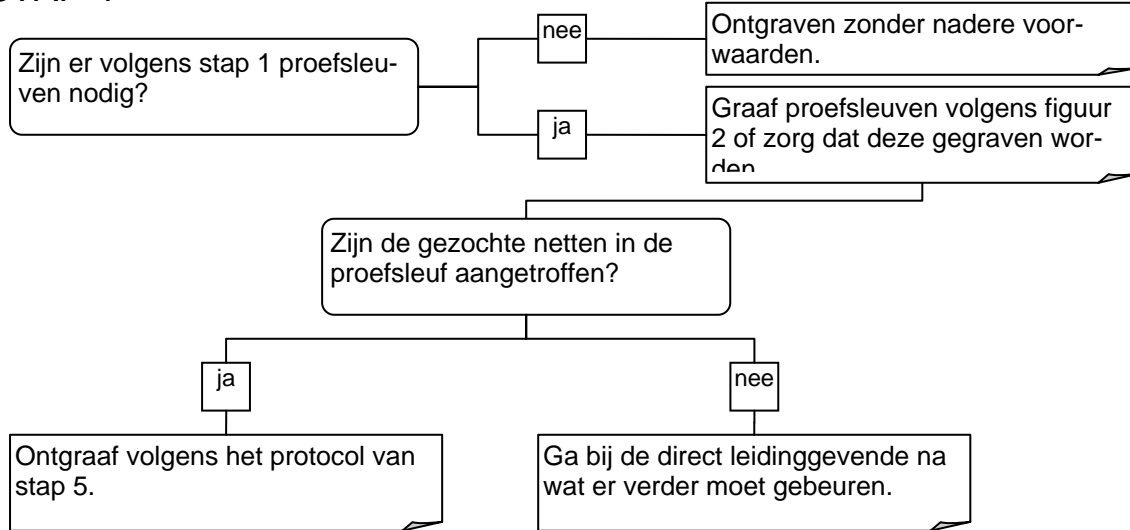 nee
Ontgraven zonder nadere voor-
waarden.
Zijn er volgens stap 1 proefsleu-
ven nodig?
ja
Graaf proefsleuven volgens figuur
2 of zorg dat deze gegraven wor-
den
Zijn de gezochte netten in de
proefsleuf aangetroffen?
ja
nee
Ontgraaf volgens het protocol van
stap 5.
Ga bij de direct leidinggevende na
wat er verder moet gebeuren.